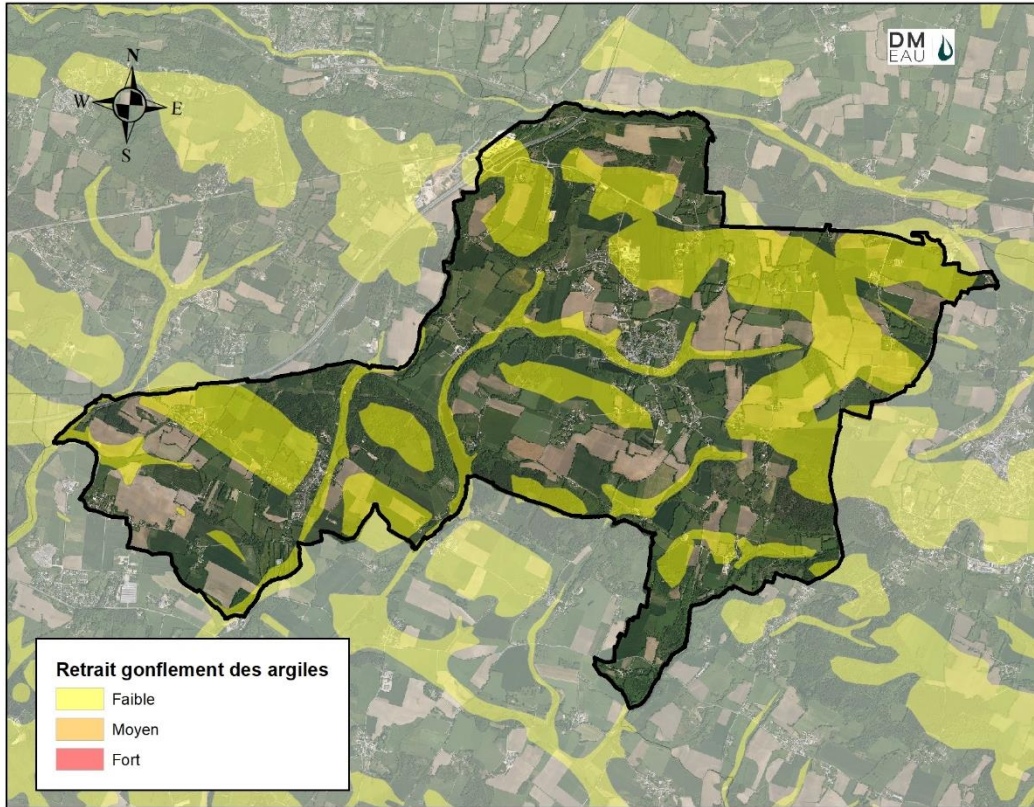 DM
EAU
N
W
E
S
Retrait gonflement des argiles
Faible
Moyen
Fort